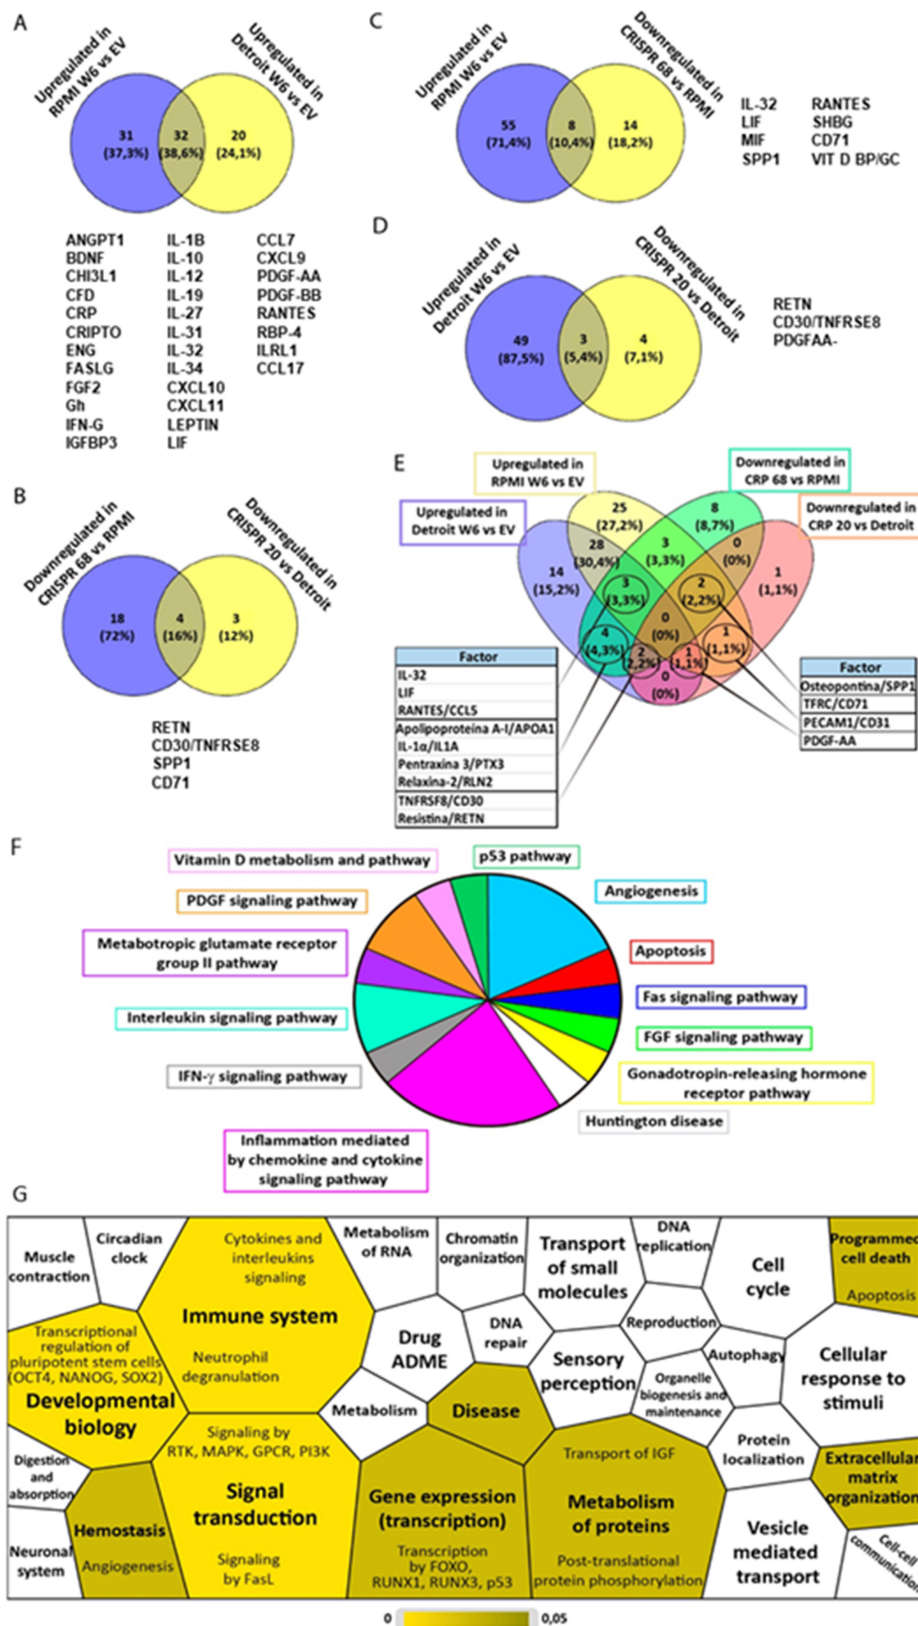 A
Upregulated in
RPMI W6 vs EV
Upregulated in
Detroit W6 vs EV
31
(37,3%)
32
(38,6%)
20
(24,1%)
ANGPT1
BDNF
CHI3L1
CFD
CRP
CRIPTO
ENG
FASLG
FGF2
Gh
IFN-G
IGFBP3
IL-1B
IL-10
IL-12
IL-19
IL-27
IL-31
IL-32
IL-34
CXCL10
CXCL11
LEPTIN
LIF
CCL7
CXCL9
PDGF-AA
PDGF-BB
RANTES
RBP-4
ILRL1
CCL17
B
Downregulated in
CRISPR 68 vs RPMI
Downregulated in
CRISPR 20 vs Detroit
18
(72%)
4
(16%)
3
(12%)
RETN
CD30/TNFRSE8
SPP1
CD71
C
Upregulated in
RPMI W6 vs EV
Downregulated in
CRISPR 68 vs RPMI
55
(71,4%)
8
(10,4%)
14
(18,2%)
IL-32
LIF
MIF
SPP1
RANTES
SHBG
CD71
VIT D BP/GC
D
Upregulated in
Detroit W6 vs EV
Downregulated in
CRISPR 20 vs Detroit
49
(87,5%)
3
(5,4%)
4
(7,1%)
RETN
CD30/TNFRSE8
PDGFAA-
E
Upregulated in
Detroit W6 vs EV
Upregulated in
RPMI W6 vs EV
Downregulated in
CRP 68 vs RPMI
Downregulated in
CRP 20 vs Detroit
14
(15,2%)
25
(27,2%)
8
(8,7%)
1
(1,1%)
28
(30,4%)
3
(3,3%)
0
(0%)
3
(3,3%)
2
(2,2%)
0
(0%)
4
(4,3%)
1
(1,1%)
2
(2,2%)
1
(1,1%)
0
(0%)
Factor
IL-32
LIF
RANTES/CCL5
Apolipoproteina A-I/APOA1
IL-1α/IL1A
Pentraxina 3/PTX3
Relaxina-2/RLN2
TNFRSF8/CD30
Resistina/RETN
Factor
Osteopontina/SPP1
TFRC/CD71
PECAM1/CD31
PDGF-AA
F
Vitamin D metabolism and pathway
p53 pathway
PDGF signaling pathway
Angiogenesis
Metabotropic glutamate receptor
group II pathway
Apoptosis
Fas signaling pathway
Interleukin signaling pathway
FGF signaling pathway
IFN-γ signaling pathway
Gonadotropin-releasing hormone
receptor pathway
Huntington disease
Inflammation mediated
by chemokine and cytokine
signaling pathway
G
Muscle
contraction
Circadian
clock
Cytokines and
interleukins
signaling
Immune system
Neutrophil
degranulation
Metabolism
of RNA
Chromatin
organization
Transport
of small
molecules
DNA
replication
Cell
cycle
Programmed
cell death
Apoptosis
Transcriptional
regulation of
pluripotent stem cells
(OCT4, NANOG, SOX2)
Developmental
biology
Drug
ADME
DNA
repair
Sensory
perception
Reproduction
Organelle
biogenesis and
maintenance
Autophagy
Cellular
response to
stimuli
Metabolism
Disease
Signaling by
RTK, MAPK, GPCR, PI3K
Signal
transduction
Signaling
by FasL
Digestion
and
absorption
Neuronal
system
Hemostasis
Angiogenesis
Gene expression
(transcription)
Transcription
by FOXO,
RUNX1, RUNX3, p53
Transport of IGF
Metabolism
of proteins
Post-translational
protein phosphorylation
Protein
localization
Vesicle
mediated
transport
Extracellular
matrix
organization
Cell-cell
communication
0
0,05